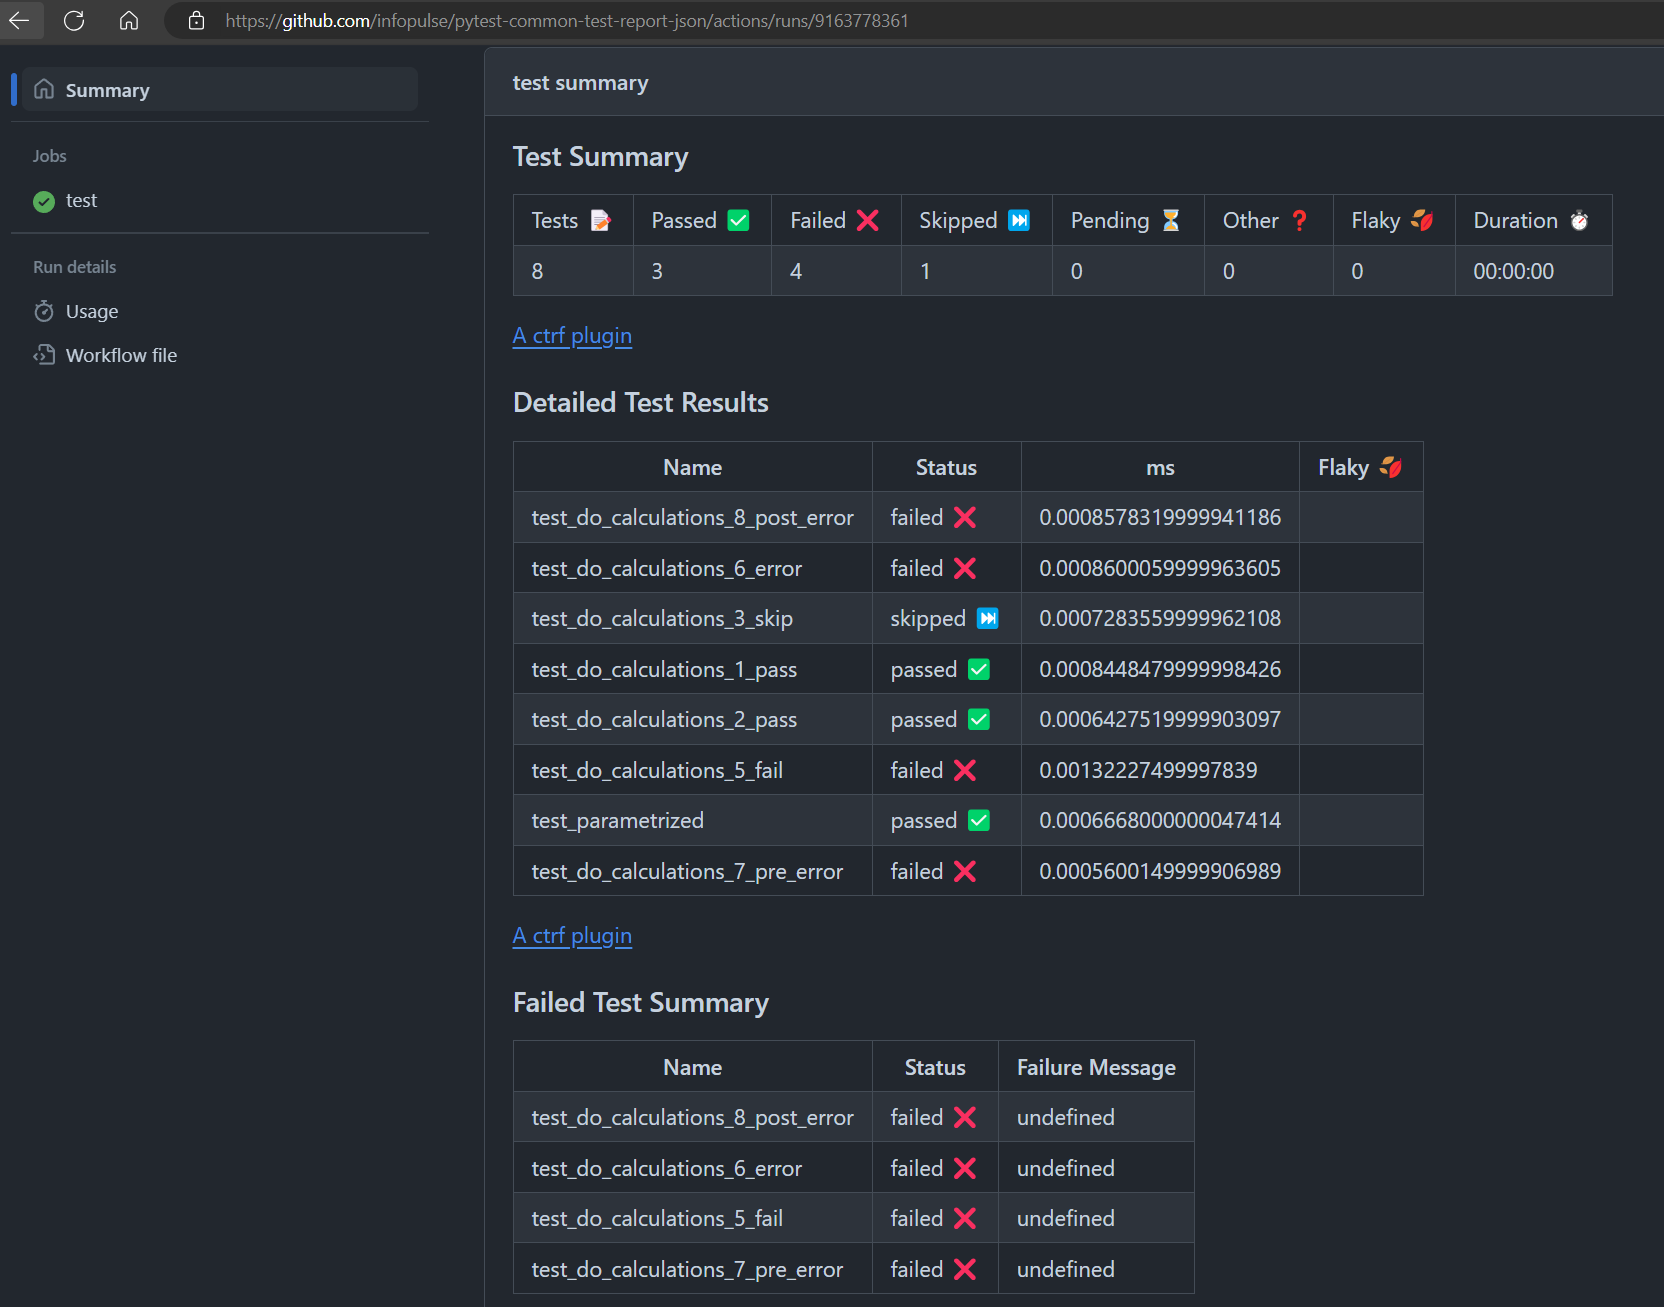 https://github.com/infopulse/pytest-common-test-report-json/actions/runs/9163778361
Summary
Jobs
test
Run details
Usage
Workflow file
test summary
Test Summary
Tests 📝 Passed ✅ Failed ❌ Skipped ⏭️ Pending ⏳ Other ❓ Flaky 🍂 Duration ⏱️
8 3 4 1 0 0 0 00:00:00
A ctrf plugin
Detailed Test Results
Name Status ms Flaky 🍂
test_do_calculations_8_post_error failed ❌ 0.0008578319999941186
test_do_calculations_6_error failed ❌ 0.0008600059999963605
test_do_calculations_3_skip skipped ⏭️ 0.0007283559999962108
test_do_calculations_1_pass passed ✅ 0.0008448479999998426
test_do_calculations_2_pass passed ✅ 0.0006427519999903097
test_do_calculations_5_fail failed ❌ 0.00132227499997839
test_parametrized passed ✅ 0.0006668000000047414
test_do_calculations_7_pre_error failed ❌ 0.0005600149999906989
A ctrf plugin
Failed Test Summary
Name Status Failure Message
test_do_calculations_8_post_error failed ❌ undefined
test_do_calculations_6_error failed ❌ undefined
test_do_calculations_5_fail failed ❌ undefined
test_do_calculations_7_pre_error failed ❌ undefined